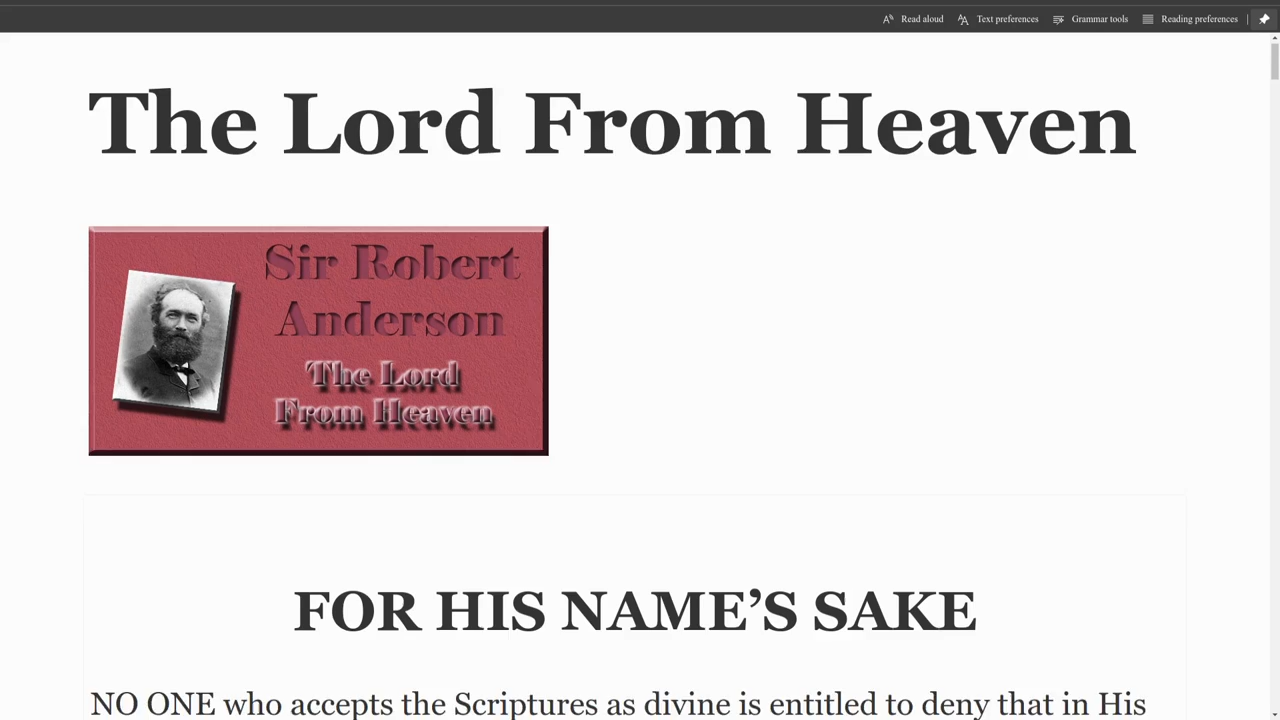 Read aloud Text preferences Grammar tools Reading preferences
The Lord From Heaven
Sir Robert
Anderson
The Lord
From Heaven
FOR HIS NAME’S SAKE
NO ONE who accepts the Scriptures as divine is entitled to deny that in His